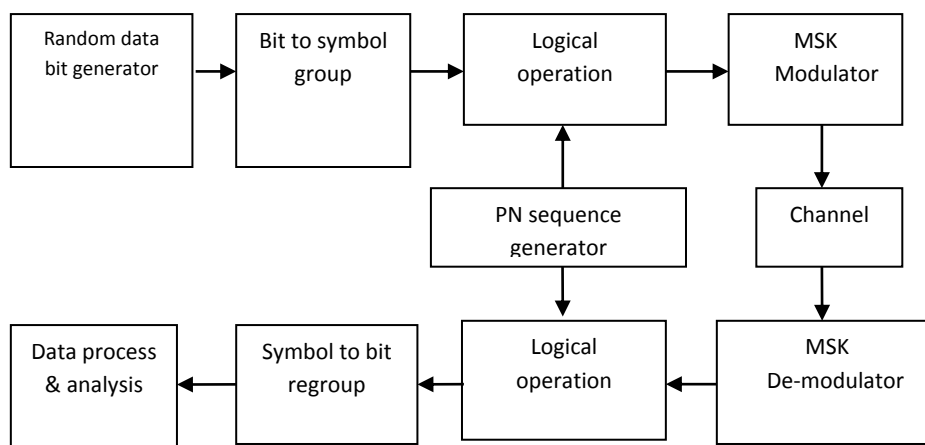 Random data
bit generator
Bit to symbol
group
Logical
operation
MSK
Modulator
PN sequence
generator
Channel
Data process
& analysis
Symbol to bit
regroup
Logical
operation
MSK
De-modulator